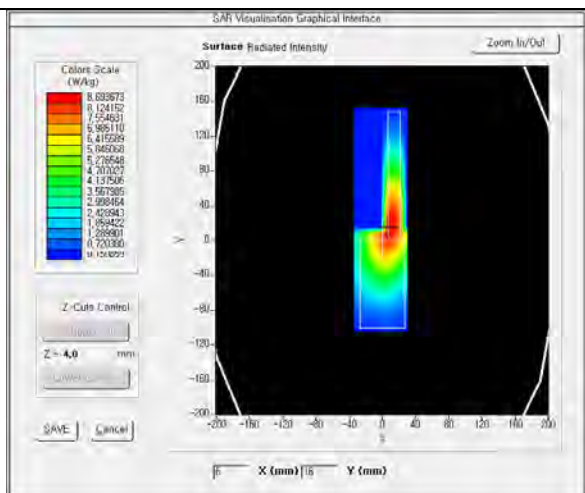 SAR Visualisation Graphical Interface
Surface Radiated Intensity
Zoom In/Out
Colors Scale
(W/kg)
8.693673
8.124152
7.554631
6.985110
6.415589
5.846068
5.276548
4.707027
4.137506
3.567985
2.998464
2.428943
1.859422
1.289901
0.720380
200
160
120
80
40
0
-40
-80
-120
-160
-200
Y
-200 -160 -120 -80 -40 0 40 80 120 160 200
X
Z-Cuts Control
Z = 4.0 mm
SAVE
Cancel
6 X (mm) 16 Y (mm)